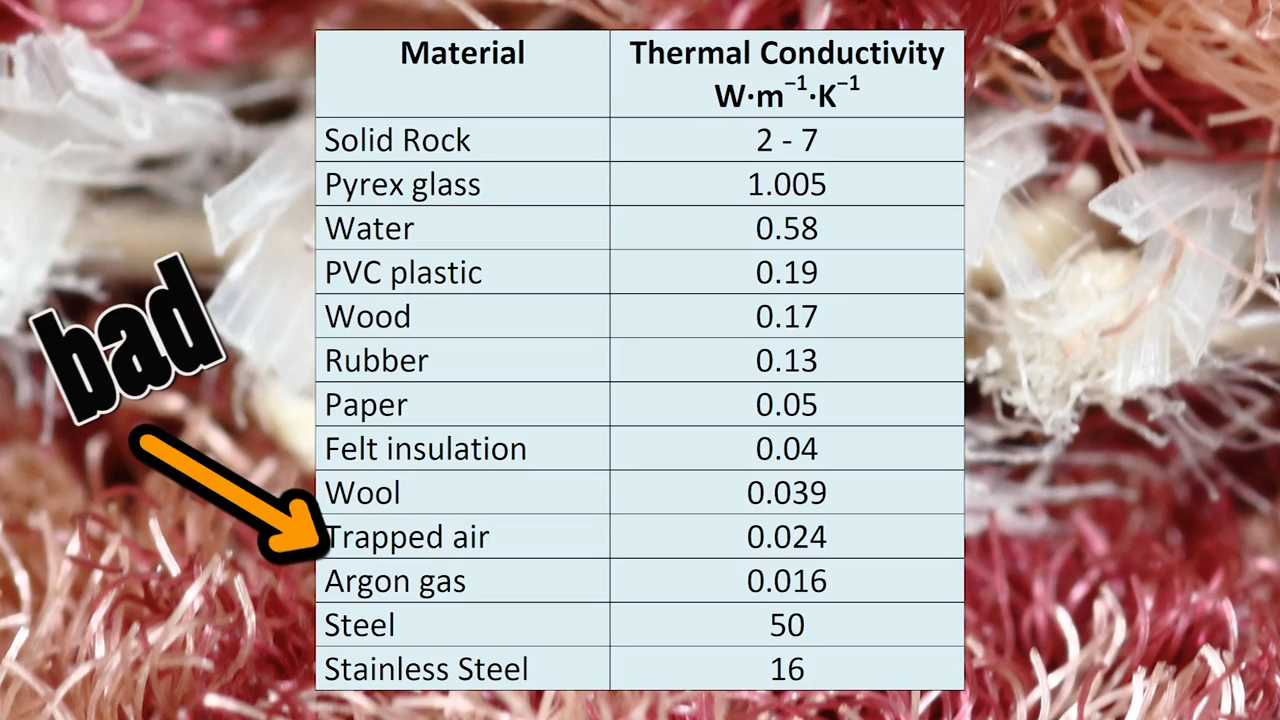 Material Thermal Conductivity
W·m⁻¹·K⁻¹
Solid Rock 2 - 7
Pyrex glass 1.005
Water 0.58
PVC plastic 0.19
Wood 0.17
Rubber 0.13
Paper 0.05
Felt insulation 0.04
Wool 0.039
Trapped air 0.024
Argon gas 0.016
Steel 50
Stainless Steel 16
bad